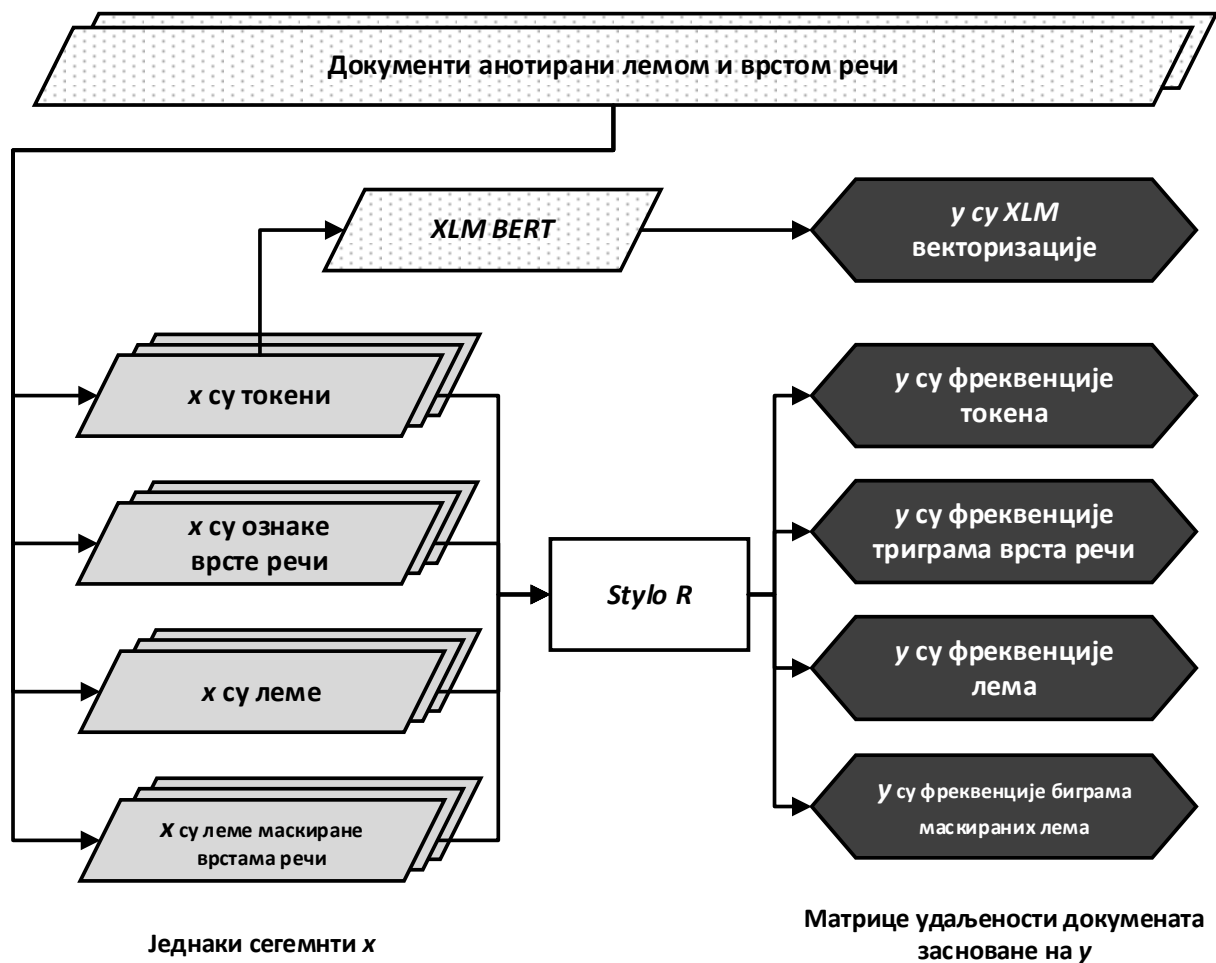 Документи анотирани лемом и врстом речи
XLM BERT
y су XLM
векторизације
x су токени
y су фреквенције
токена
x су ознаке
врсте речи
y су фреквенције
триграма врста речи
Stylo R
x су леме
y су фреквенције
лема
x су леме маскиране
врстама речи
y су фреквенције биграма
маскираних лема
Једнаки сегемнти x
Матрице удаљености докумената
засноване на y